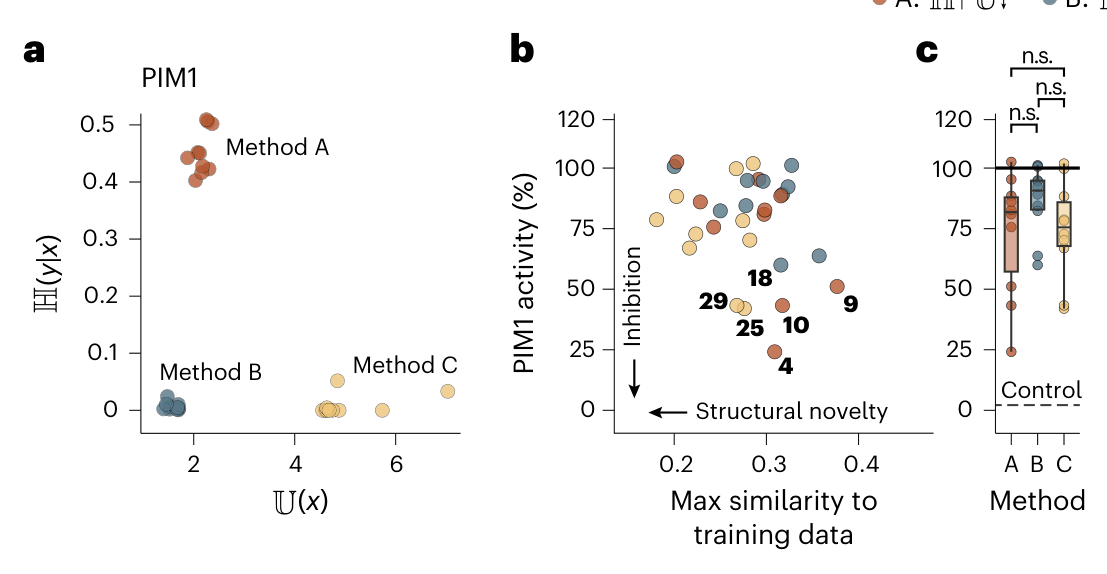 A: ℍ↑ 𝕌↓ B:
a
b
c
PIM1
ℍ(y|x)
0.5
0.4
0.3
0.2
0.1
0
Method A
Method B
Method C
2 4 6
𝕌(x)
PIM1 activity (%)
120
100
75
50
25
0
Inhibition
Structural novelty
18
29
25
10
9
4
0.2 0.3 0.4
Max similarity to
training data
n.s.
n.s.
n.s.
120
100
75
50
25
0
Control
A B C
Method